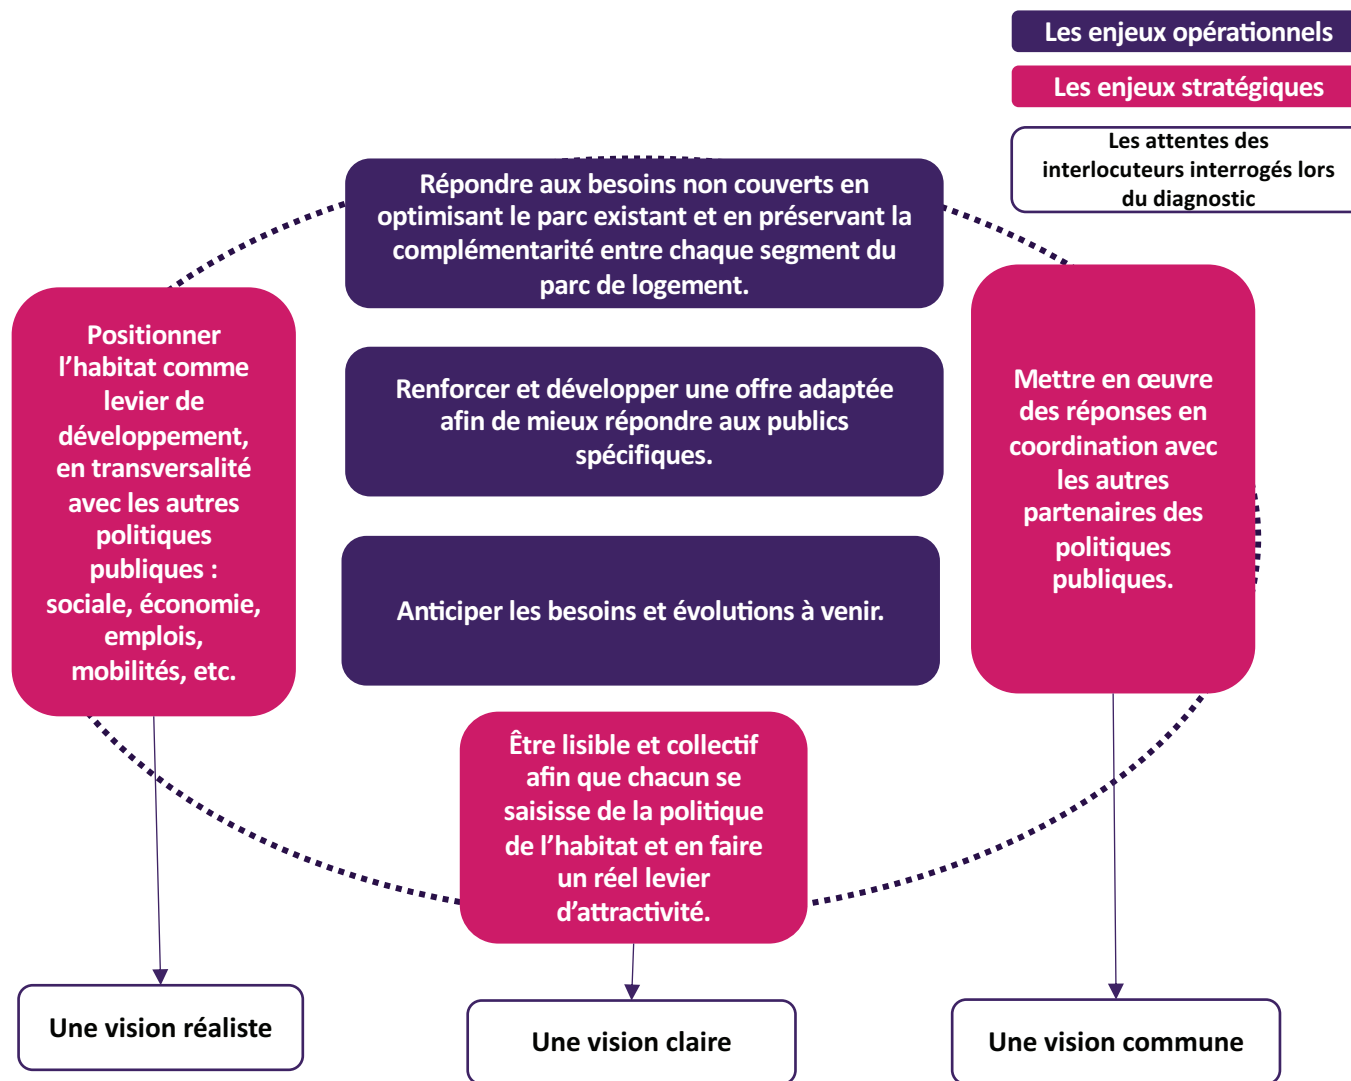 Les enjeux opérationnels
Les enjeux stratégiques
Les attentes des
interlocuteurs interrogés lors
du diagnostic
Répondre aux besoins non couverts en
optimisant le parc existant et en préservant la
complémentarité entre chaque segment du
parc de logement.
Positionner
l’habitat comme
levier de
développement,
en transversalité
avec les autres
politiques
publiques :
sociale, économie,
emplois,
mobilités, etc.
Renforcer et développer une offre adaptée
afin de mieux répondre aux publics
spécifiques.
Mettre en œuvre
des réponses en
coordination avec
les autres
partenaires des
politiques
publiques.
Anticiper les besoins et évolutions à venir.
Être lisible et collectif
afin que chacun se
saisisse de la politique
de l’habitat et en faire
un réel levier
d’attractivité.
Une vision réaliste
Une vision claire
Une vision commune